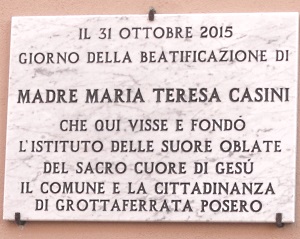 IL 31 OTTOBRE 2015
GIORNO DELLA BEATIFICAZIONE DI
MADRE MARIA TERESA CASINI
CHE QUI VISSE E FONDÓ
L'ISTITUTO DELLE SUORE OBLATE
DEL SACRO CUORE DI GESÚ
IL COMUNE E LA CITTADINANZA
DI GROTTAFERRATA POSERO